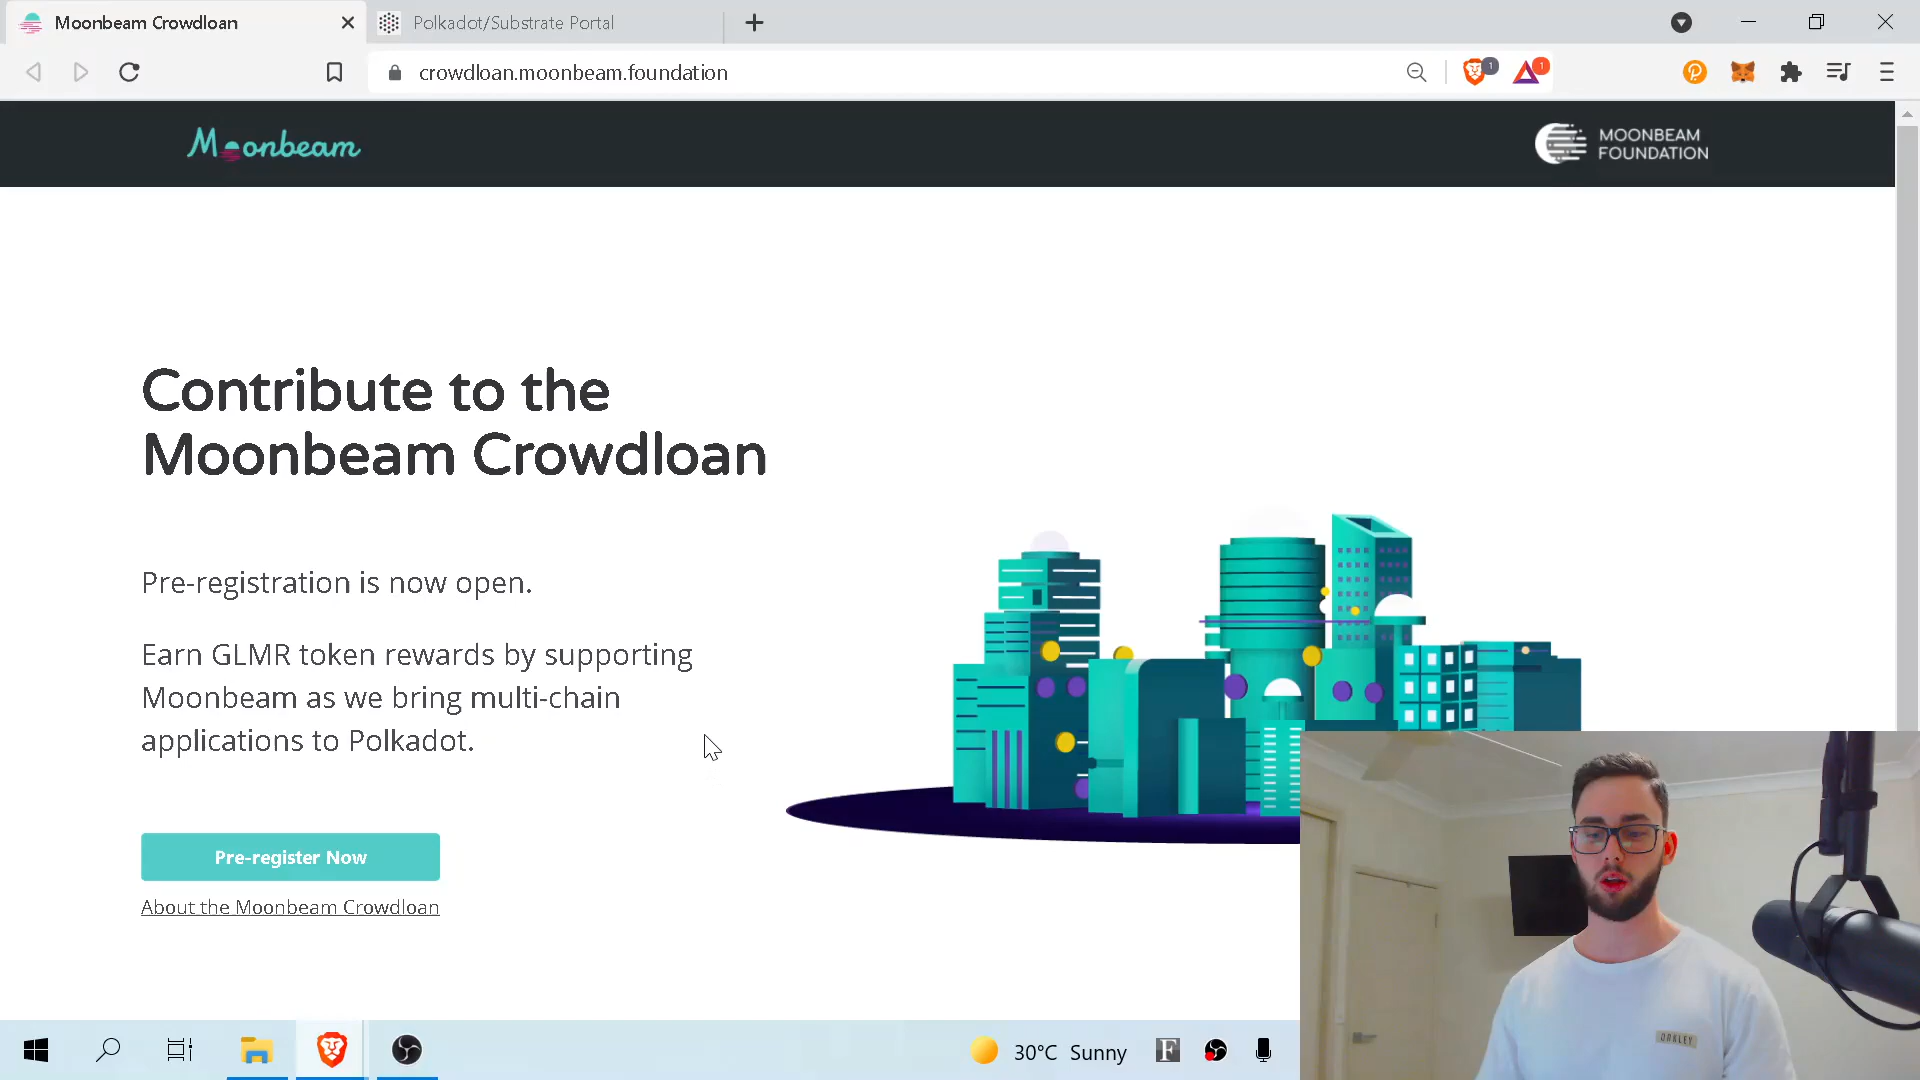 Moonbeam Crowdloan
Polkadot/Substrate Portal
crowdloan.moonbeam.foundation
1
1
Moonbeam
MOONBEAM
FOUNDATION
Contribute to the
Moonbeam Crowdloan
Pre-registration is now open.
Earn GLMR token rewards by supporting
Moonbeam as we bring multi-chain
applications to Polkadot.
Pre-register Now
About the Moonbeam Crowdloan
30°C Sunny
F